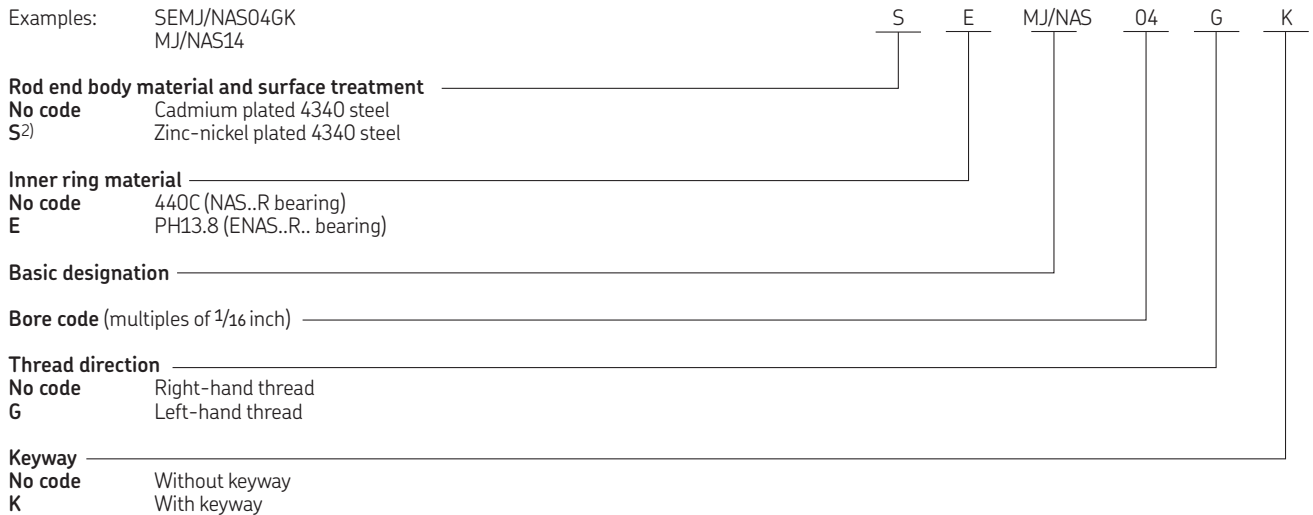 Examples: SEMJ/NAS04GK S E MJ/NAS 04 G K
MJ/NAS14
Rod end body material and surface treatment
No code Cadmium plated 4340 steel
S2) Zinc-nickel plated 4340 steel
Inner ring material
No code 440C (NAS..R bearing)
E PH13.8 (ENAS..R.. bearing)
Basic designation
Bore code (multiples of 1/16 inch)
Thread direction
No code Right-hand thread
G Left-hand thread
Keyway
No code Without keyway
K With keyway